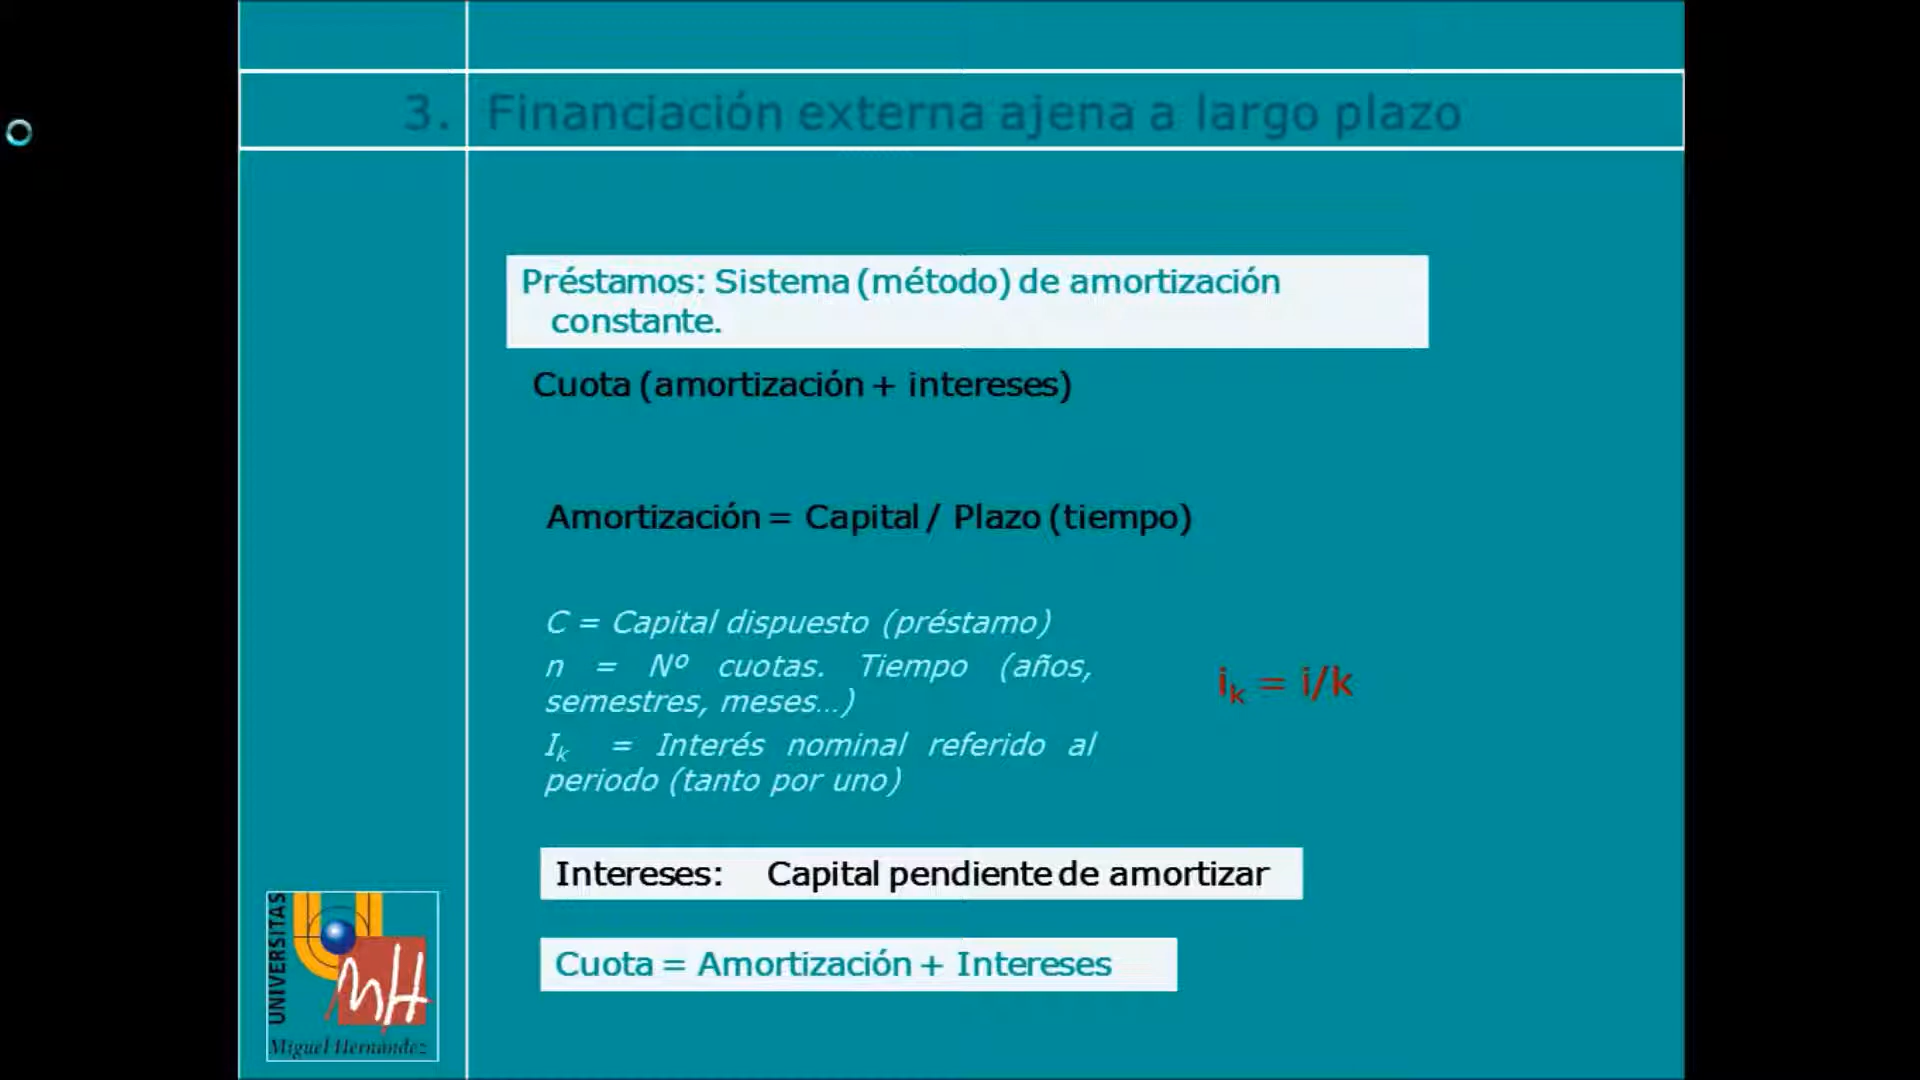 3. Financiación externa ajena a largo plazo
Préstamos: Sistema (método) de amortización
constante.
Cuota (amortización + intereses)
Amortización = Capital / Plazo (tiempo)
C = Capital dispuesto (préstamo)
n = Nº cuotas. Tiempo (años,
semestres, meses…)
Iₖ = Interés nominal referido al
periodo (tanto por uno)
iₖ = i/k
Intereses: Capital pendiente de amortizar
Cuota = Amortización + Intereses
UNIVERSITAS
MH
Miguel Hernández